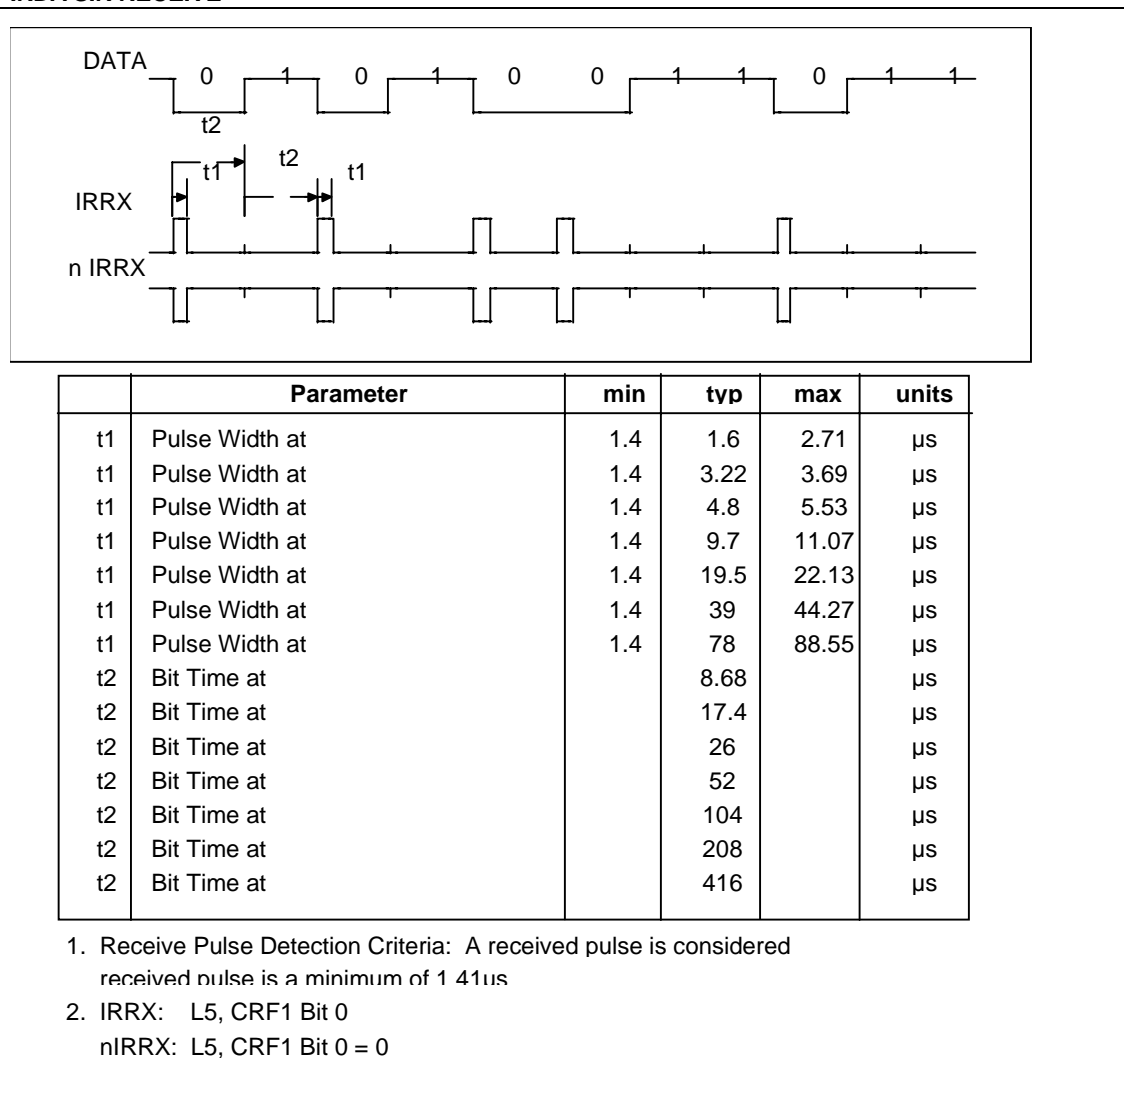 DATA 0 1 0 1 0 0 1 1 0 1 1
t2
t2
t1 t1
IRRX
n IRRX
Parameter min typ max units
t1 Pulse Width at 1.4 1.6 2.71 µs
t1 Pulse Width at 1.4 3.22 3.69 µs
t1 Pulse Width at 1.4 4.8 5.53 µs
t1 Pulse Width at 1.4 9.7 11.07 µs
t1 Pulse Width at 1.4 19.5 22.13 µs
t1 Pulse Width at 1.4 39 44.27 µs
t1 Pulse Width at 1.4 78 88.55 µs
t2 Bit Time at 8.68 µs
t2 Bit Time at 17.4 µs
t2 Bit Time at 26 µs
t2 Bit Time at 52 µs
t2 Bit Time at 104 µs
t2 Bit Time at 208 µs
t2 Bit Time at 416 µs
1. Receive Pulse Detection Criteria: A received pulse is considered
received pulse is a minimum of 1.41µs
2. IRRX: L5, CRF1 Bit 0
nIRRX: L5, CRF1 Bit 0 = 0